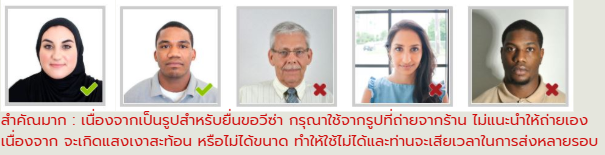 สำคัณมาก : เนื่องจากเป็นรูปสำหรับยื่นขอวีซ่า กรุณาใช้จากรูปที่ถ่ายจากร้าน ไม่แนะนำให้ถ่ายเอง
เนื่องจาก จะเกิดแสงเงาสะท้อน หรือไม่ได้ขนาด ทำให้ใช้ไม่ได้และท่านจะเสียเวลาในการส่งหลายรอบ